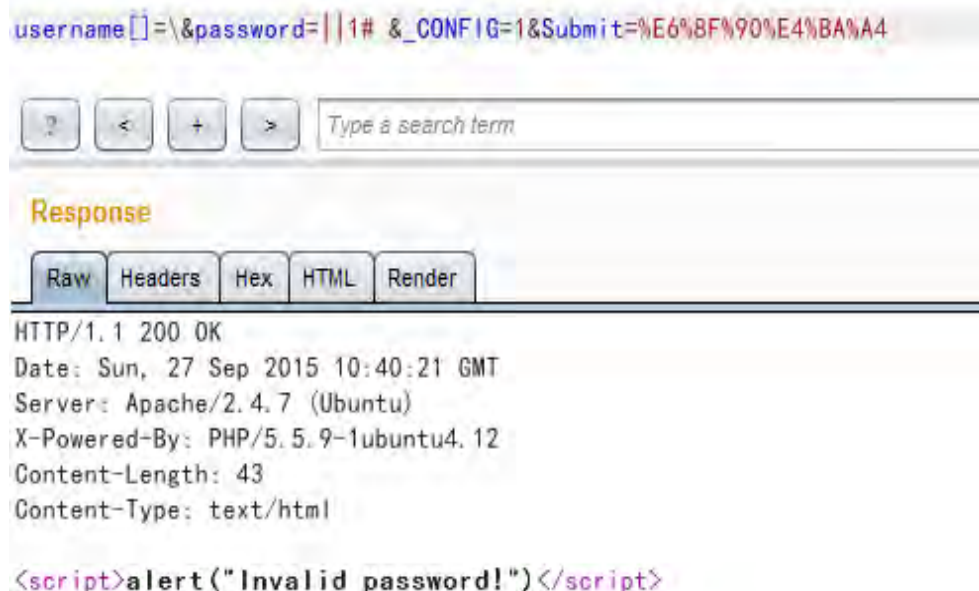 username[]=\&password=||1# &_CONFIG=1&Submit=%E6%8F%90%E4%BA%A4
? < + > Type a search term
Response
Raw Headers Hex HTML Render
HTTP/1.1 200 OK
Date: Sun, 27 Sep 2015 10:40:21 GMT
Server: Apache/2.4.7 (Ubuntu)
X-Powered-By: PHP/5.5.9-1ubuntu4.12
Content-Length: 43
Content-Type: text/html
<script>alert("Invalid password!")</script>